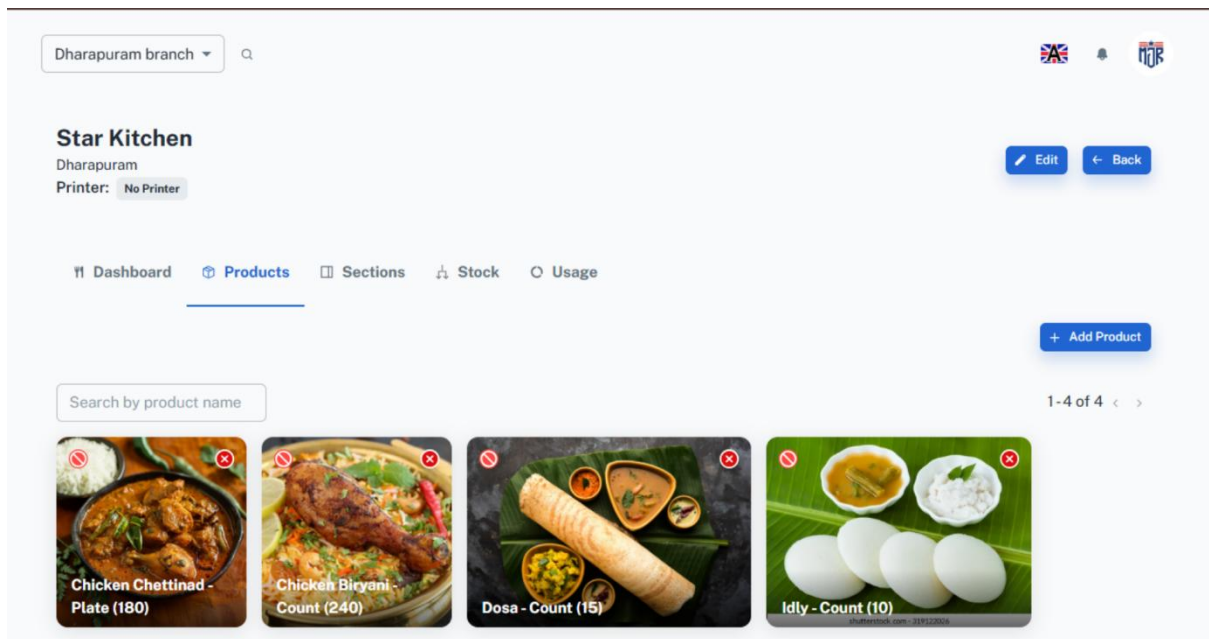 Dharapuram branch
A
MJR
Star Kitchen
Dharapuram
Edit
Back
Printer: No Printer
Dashboard Products Sections Stock Usage
+ Add Product
Search by product name
1-4 of 4
Chicken Chettinad -
Plate (180)
Chicken Biryani -
Count (240)
Dosa - Count (15)
Idly - Count (10)
shutterstock.com · 319122026